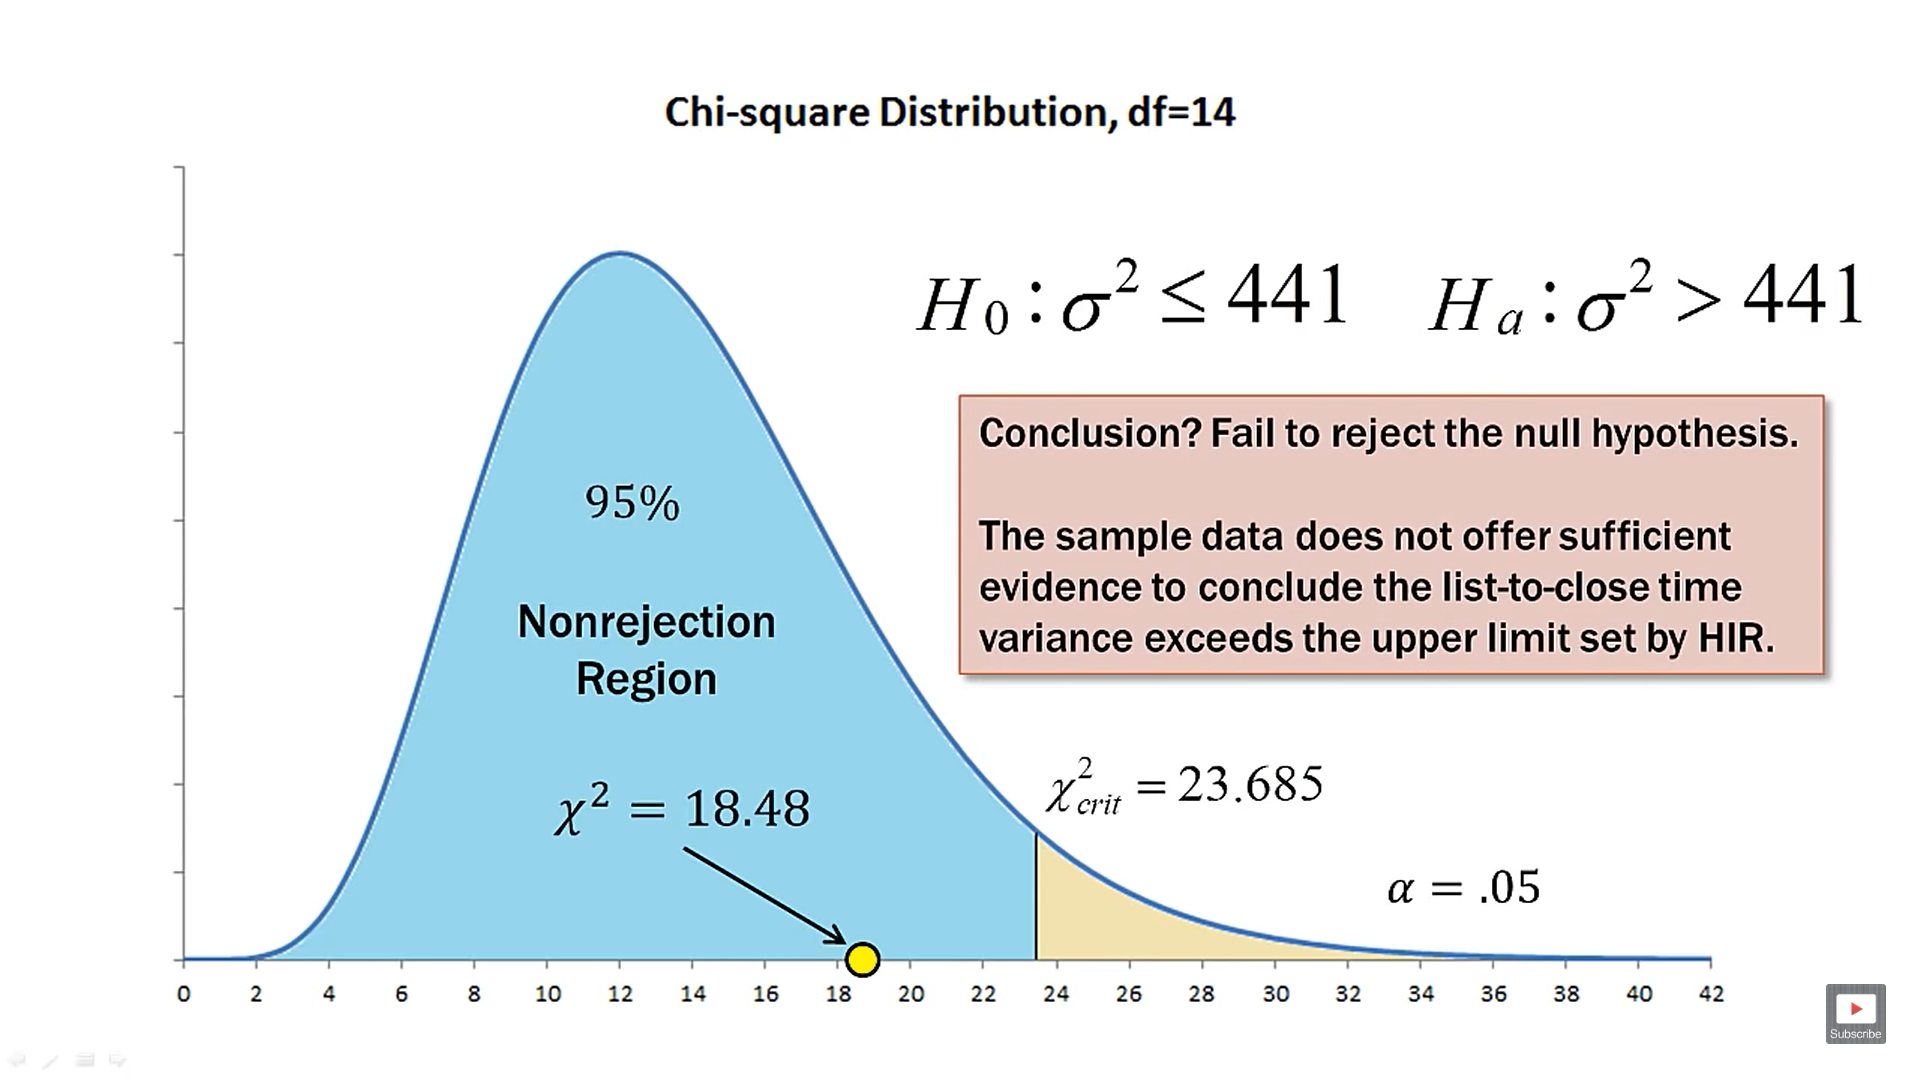 Chi-square Distribution, df=14
H₀ : σ² ≤ 441 Hₐ : σ² > 441
Conclusion? Fail to reject the null hypothesis.
The sample data does not offer sufficient
evidence to conclude the list-to-close time
variance exceeds the upper limit set by HIR.
95%
Nonrejection
Region
χ² = 18.48
χ²crit = 23.685
α = .05
0 2 4 6 8 10 12 14 16 18 20 22 24 26 28 30 32 34 36 38 40 42
Subscribe